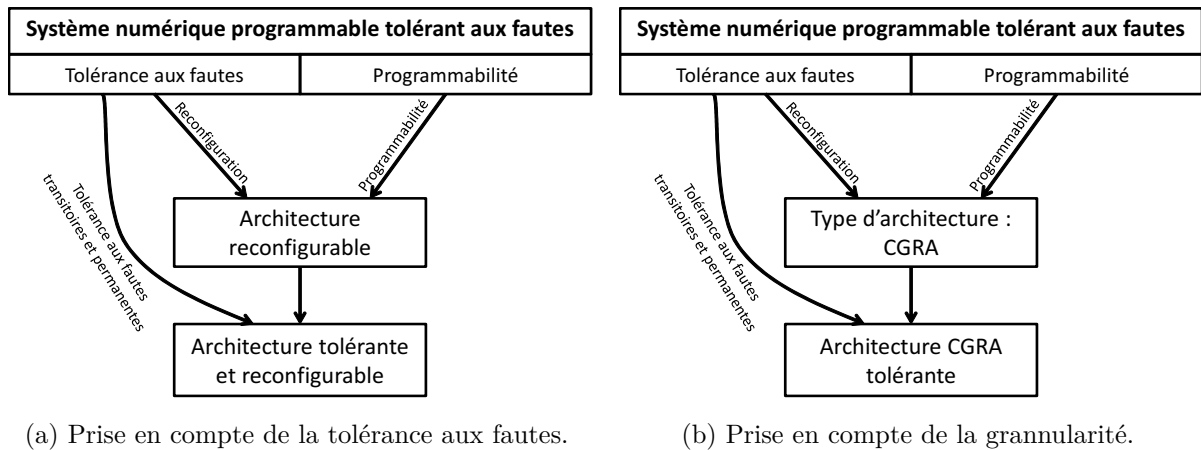 Système numérique programmable tolérant aux fautes
Tolérance aux fautes
Programmabilité
Reconfiguration
Programmabilité
Tolérance aux fautes
transitoires et permanentes
Architecture
reconfigurable
Architecture tolérante
et reconfigurable
(a) Prise en compte de la tolérance aux fautes.
Système numérique programmable tolérant aux fautes
Tolérance aux fautes
Programmabilité
Reconfiguration
Programmabilité
Tolérance aux fautes
transitoires et permanentes
Type d'architecture :
CGRA
Architecture CGRA
tolérante
(b) Prise en compte de la grannularité.